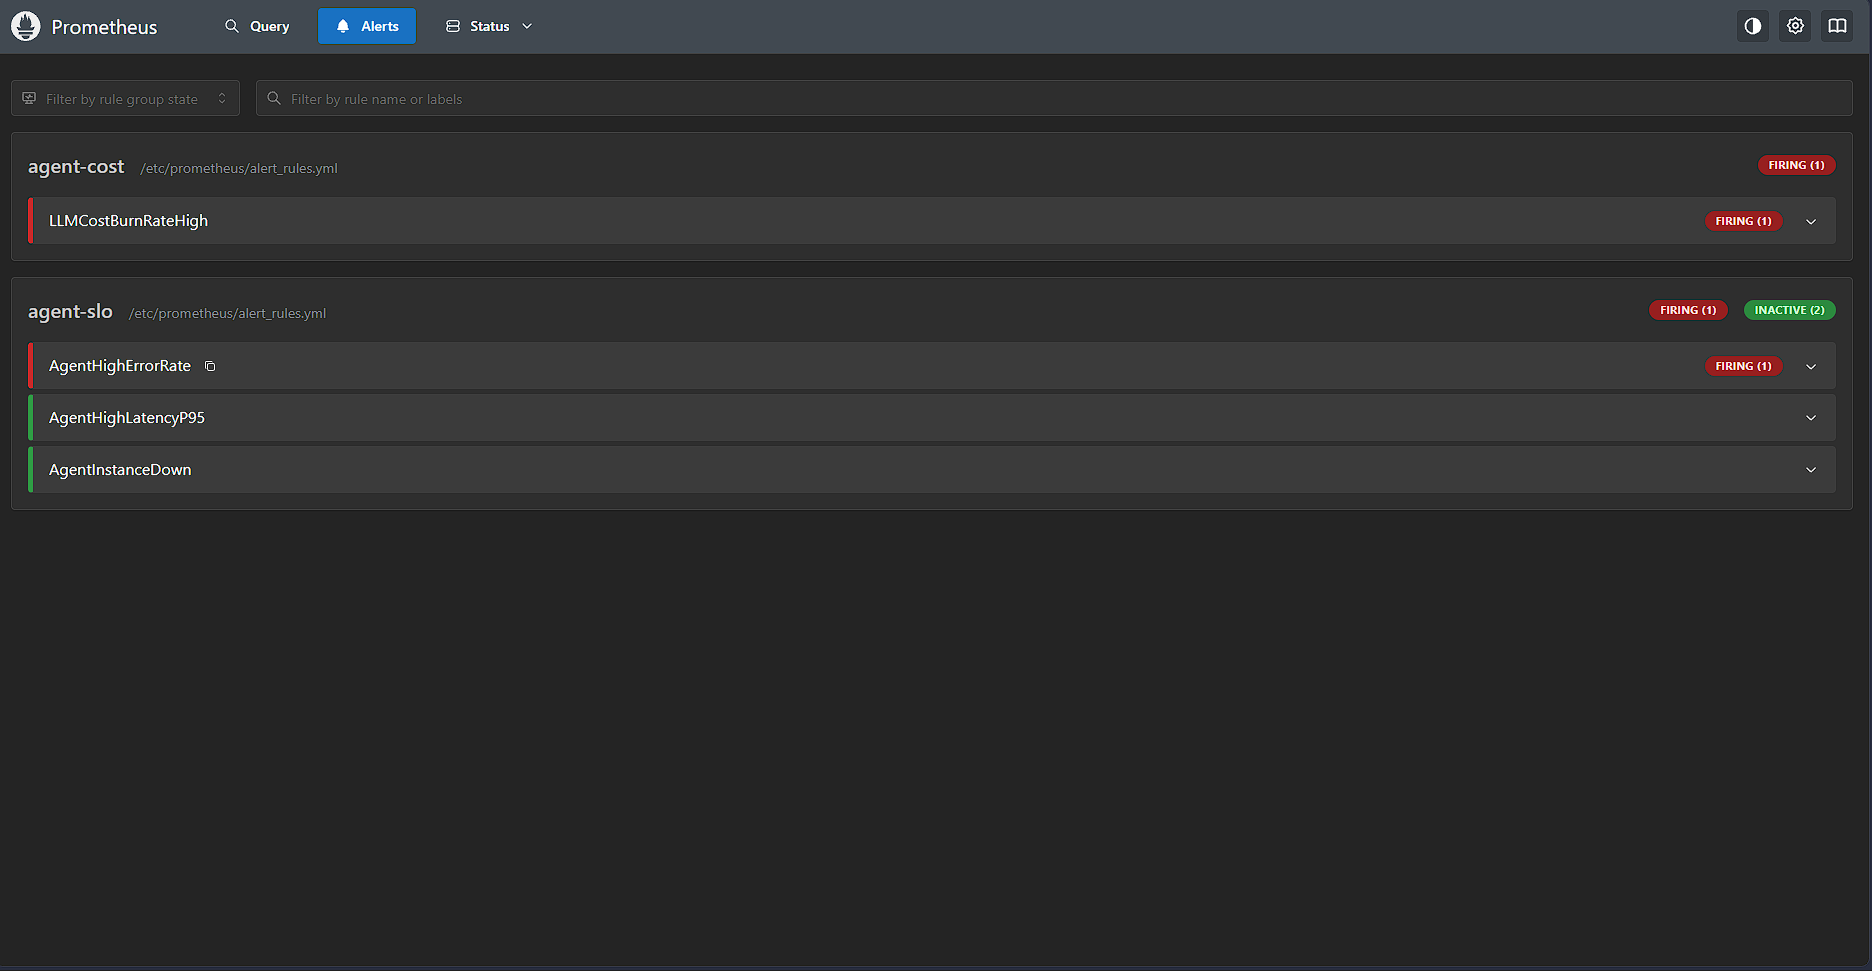 Prometheus Query Alerts Status
Filter by rule group state Filter by rule name or labels
agent-cost /etc/prometheus/alert_rules.yml FIRING (1)
LLMCostBurnRateHigh FIRING (1)
agent-slo /etc/prometheus/alert_rules.yml FIRING (1) INACTIVE (2)
AgentHighErrorRate FIRING (1)
AgentHighLatencyP95
AgentInstanceDown